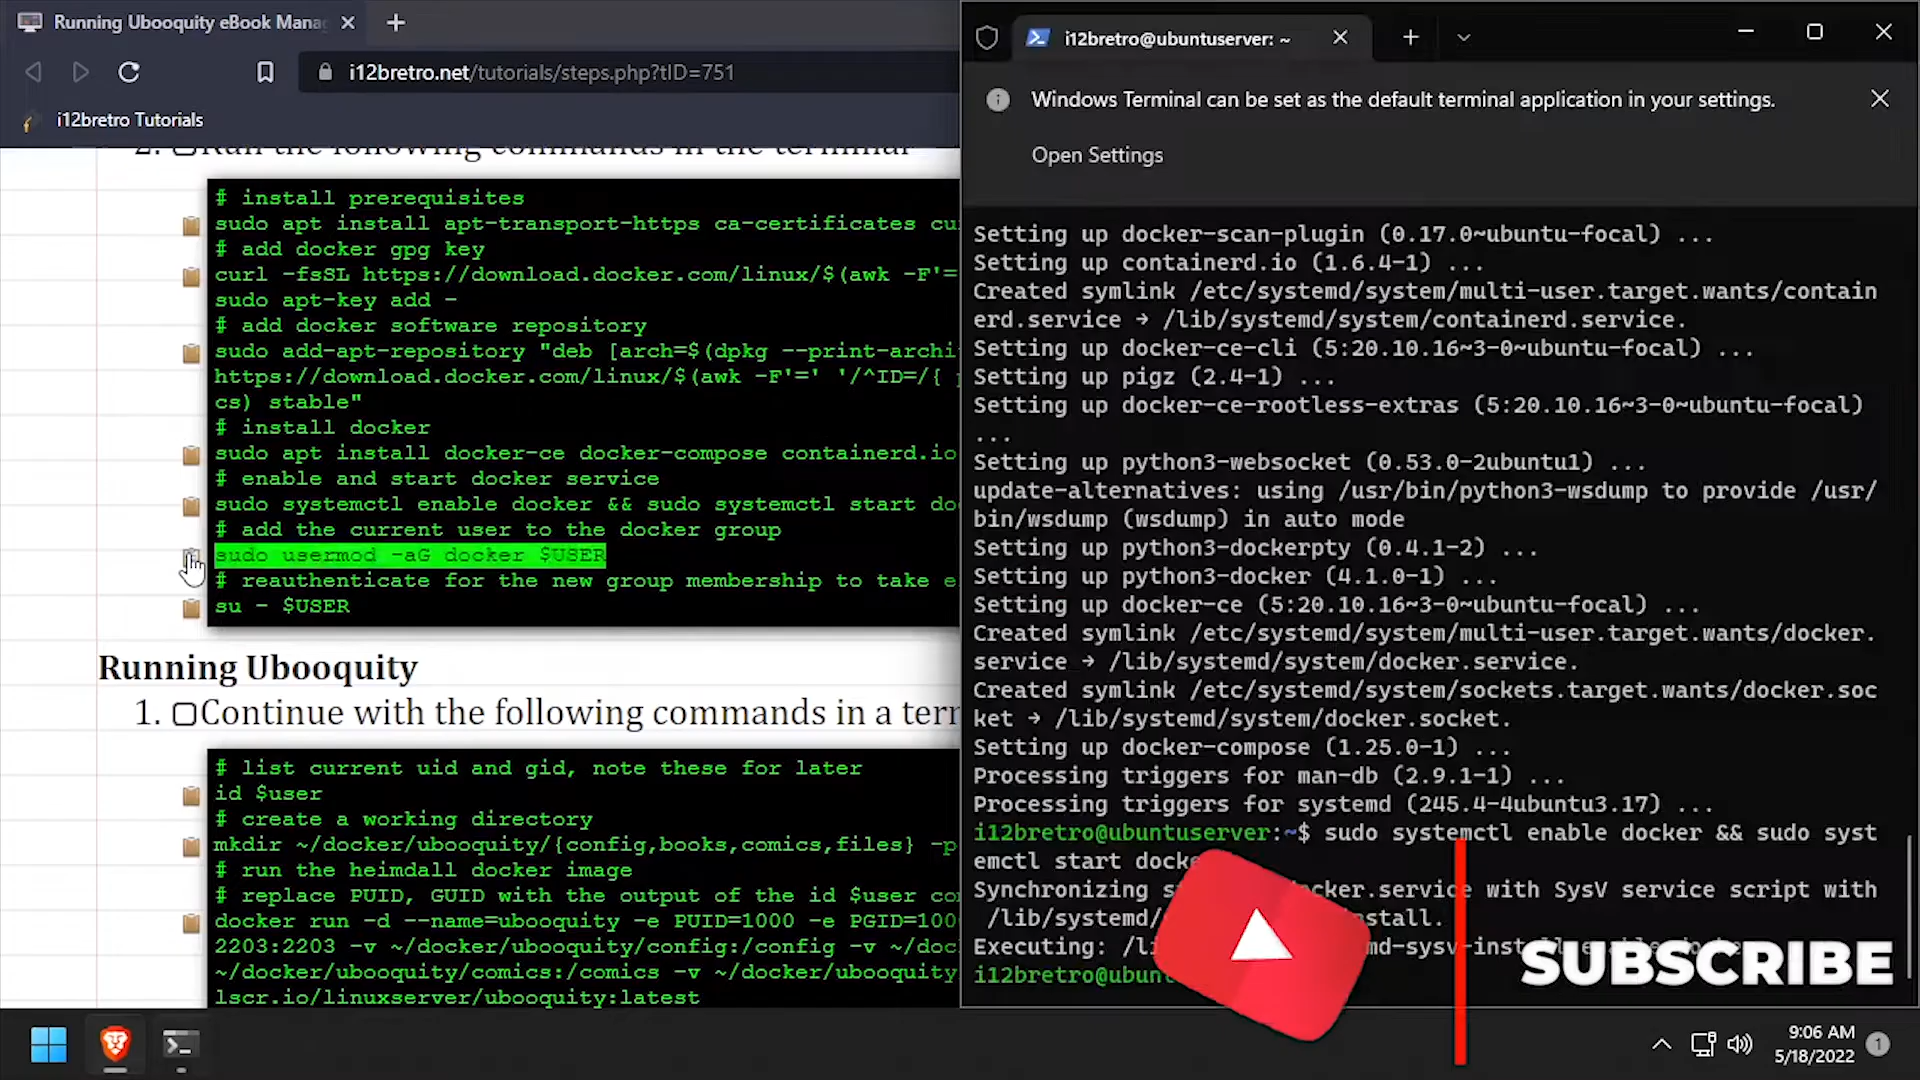 Running Ubooquity eBook Mana
i12bretro.net/tutorials/steps.php?tID=751
i12bretro Tutorials
2. Run the following commands in the terminal
# install prerequisites
sudo apt install apt-transport-https ca-certificates cu
# add docker gpg key
curl -fsSL https://download.docker.com/linux/$(awk -F'=
sudo apt-key add -
# add docker software repository
sudo add-apt-repository "deb [arch=$(dpkg --print-archi
https://download.docker.com/linux/$(awk -F'=' '/^ID=/{ p
cs) stable"
# install docker
sudo apt install docker-ce docker-compose containerd.io
# enable and start docker service
sudo systemctl enable docker && sudo systemctl start do
# add the current user to the docker group
sudo usermod -aG docker $USER
# reauthenticate for the new group membership to take e
su - $USER
Running Ubooquity
1. Continue with the following commands in a term
# list current uid and gid, note these for later
id $user
# create a working directory
mkdir ~/docker/ubooquity/{config,books,comics,files} -p
# run the heimdall docker image
# replace PUID, GUID with the output of the id $user co
docker run -d --name=ubooquity -e PUID=1000 -e PGID=100
2203:2203 -v ~/docker/ubooquity/config:/config -v ~/doc
~/docker/ubooquity/comics:/comics -v ~/docker/ubooquity
lscr.io/linuxserver/ubooquity:latest
i12bretro@ubuntuserver: ~
Windows Terminal can be set as the default terminal application in your settings.
Open Settings
Setting up docker-scan-plugin (0.17.0~ubuntu-focal) ...
Setting up containerd.io (1.6.4-1) ...
Created symlink /etc/systemd/system/multi-user.target.wants/contain
erd.service → /lib/systemd/system/containerd.service.
Setting up docker-ce-cli (5:20.10.16~3-0~ubuntu-focal) ...
Setting up pigz (2.4-1) ...
Setting up docker-ce-rootless-extras (5:20.10.16~3-0~ubuntu-focal)
...
Setting up python3-websocket (0.53.0-2ubuntu1) ...
update-alternatives: using /usr/bin/python3-wsdump to provide /usr/
bin/wsdump (wsdump) in auto mode
Setting up python3-dockerpty (0.4.1-2) ...
Setting up python3-docker (4.1.0-1) ...
Setting up docker-ce (5:20.10.16~3-0~ubuntu-focal) ...
Created symlink /etc/systemd/system/multi-user.target.wants/docker.
service → /lib/systemd/system/docker.service.
Created symlink /etc/systemd/system/sockets.target.wants/docker.soc
ket → /lib/systemd/system/docker.socket.
Setting up docker-compose (1.25.0-1) ...
Processing triggers for man-db (2.9.1-1) ...
Processing triggers for systemd (245.4-4ubuntu3.17) ...
i12bretro@ubuntuserver:~$ sudo systemctl enable docker && sudo syst
emctl start docke
Synchronizing s ocker.service with SysV service script with
/lib/systemd/ nstall.
Executing: /li md-sysv-install enable
i12bretro@ubunt
SUBSCRIBE
9:06 AM
5/18/2022
1